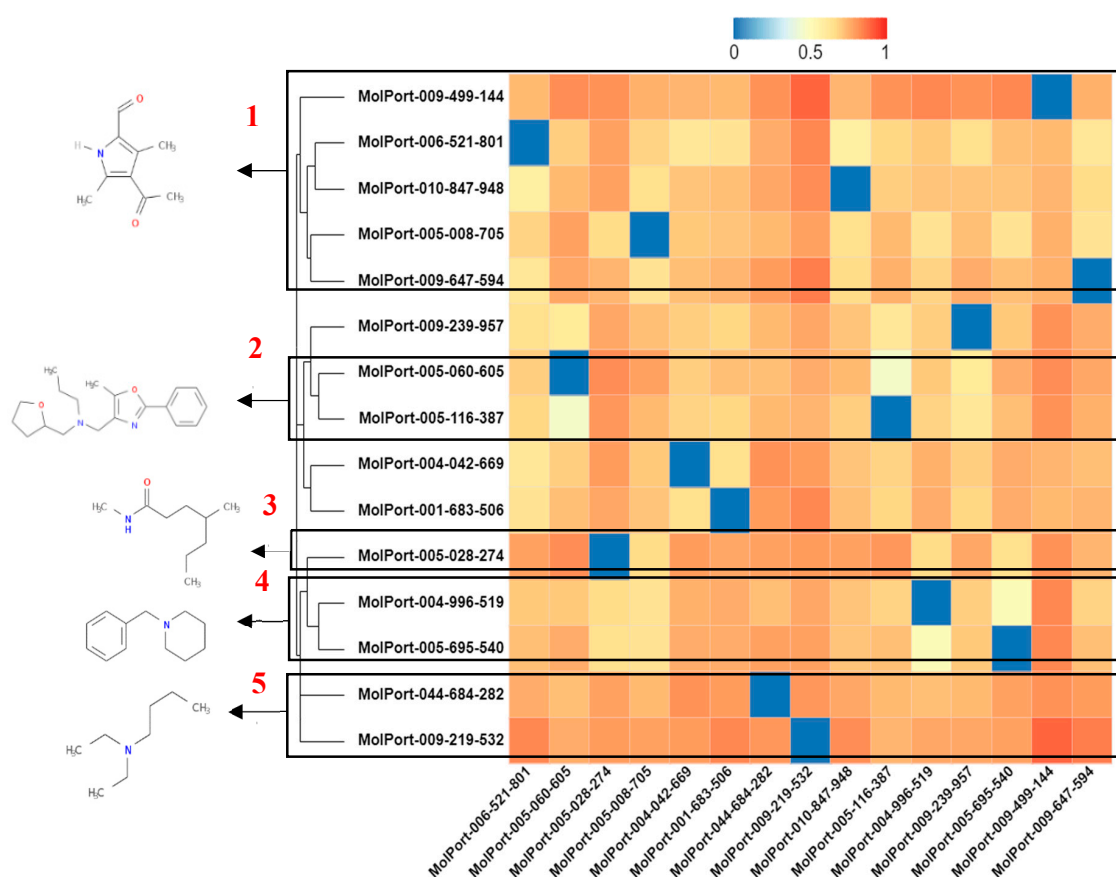 0 0.5 1
1
MolPort-009-499-144
MolPort-006-521-801
MolPort-010-847-948
MolPort-005-008-705
MolPort-009-647-594
O
H N CH₃
H₃C
CH₃
O
2
MolPort-009-239-957
MolPort-005-060-605
MolPort-005-116-387
H₃C
H₃C O
O
N N
3
MolPort-004-042-669
MolPort-001-683-506
MolPort-005-028-274
O
H₃C CH₃
N
H
CH₃
4
MolPort-004-996-519
MolPort-005-695-540
N
5
MolPort-044-684-282
MolPort-009-219-532
CH₃
H₃C N
CH₃
MolPort-006-521-801
MolPort-005-060-605
MolPort-005-028-274
MolPort-005-008-705
MolPort-004-042-669
MolPort-001-683-506
MolPort-044-684-282
MolPort-009-219-532
MolPort-010-847-948
MolPort-005-116-387
MolPort-004-996-519
MolPort-009-239-957
MolPort-005-695-540
MolPort-009-499-144
MolPort-009-647-594